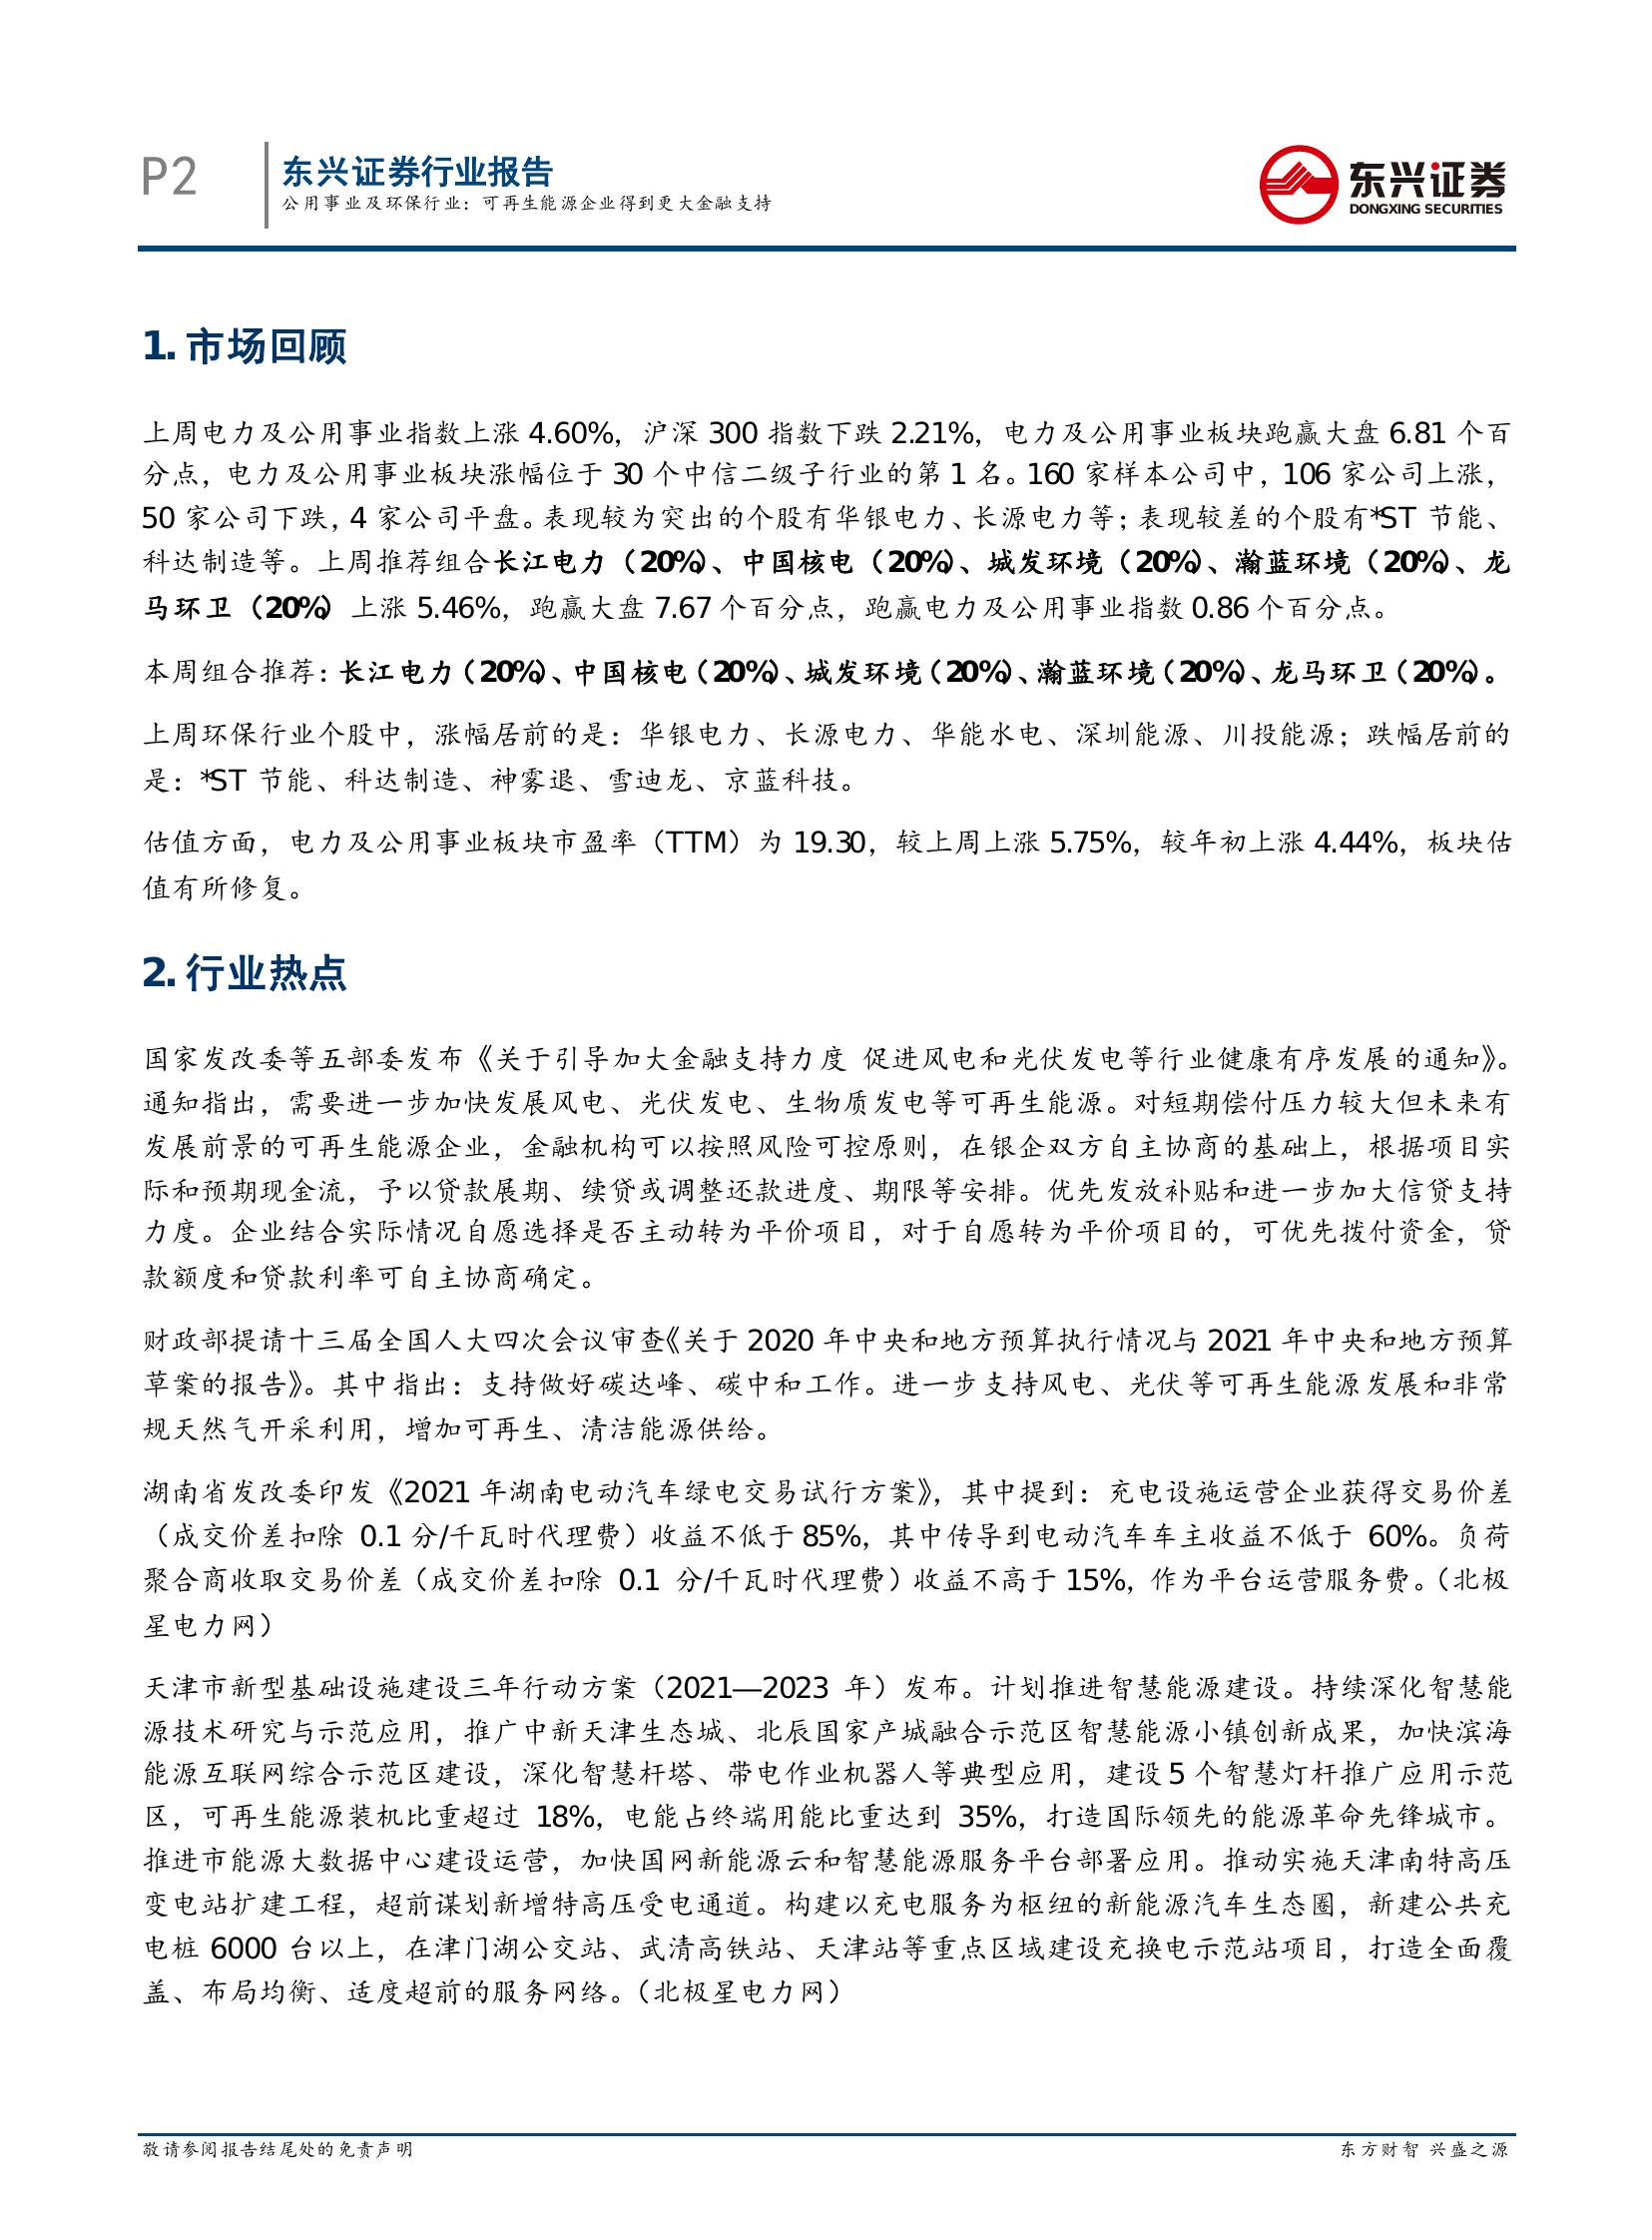 P2
东兴证券行业报告
公用事业及环保行业：可再生能源企业得到更大金融支持
东兴证券
DONGXING SECURITIES
1. 市场回顾
上周电力及公用事业指数上涨 4.60%，沪深 300 指数下跌 2.21%，电力及公用事业板块跑赢大盘 6.81 个百
分点，电力及公用事业板块涨幅位于 30 个中信二级子行业的第 1 名。160 家样本公司中，106 家公司上涨，
50 家公司下跌，4 家公司平盘。表现较为突出的个股有华银电力、长源电力等；表现较差的个股有*ST 节能、
科达制造等。上周推荐组合长江电力（20%）、中国核电（20%）、城发环境（20%）、瀚蓝环境（20%）、龙
马环卫（20%）上涨 5.46%，跑赢大盘 7.67 个百分点，跑赢电力及公用事业指数 0.86 个百分点。
本周组合推荐：长江电力（20%）、中国核电（20%）、城发环境（20%）、瀚蓝环境（20%）、龙马环卫（20%）。
上周环保行业个股中，涨幅居前的是：华银电力、长源电力、华能水电、深圳能源、川投能源；跌幅居前的
是：*ST 节能、科达制造、神雾退、雪迪龙、京蓝科技。
估值方面，电力及公用事业板块市盈率（TTM）为 19.30，较上周上涨 5.75%，较年初上涨 4.44%，板块估
值有所修复。
2. 行业热点
国家发改委等五部委发布《关于引导加大金融支持力度 促进风电和光伏发电等行业健康有序发展的通知》。
通知指出，需要进一步加快发展风电、光伏发电、生物质发电等可再生能源。对短期偿付压力较大但未来有
发展前景的可再生能源企业，金融机构可以按照风险可控原则，在银企双方自主协商的基础上，根据项目实
际和预期现金流，予以贷款展期、续贷或调整还款进度、期限等安排。优先发放补贴和进一步加大信贷支持
力度。企业结合实际情况自愿选择是否主动转为平价项目，对于自愿转为平价项目的，可优先拨付资金，贷
款额度和贷款利率可自主协商确定。
财政部提请十三届全国人大四次会议审查《关于 2020 年中央和地方预算执行情况与 2021 年中央和地方预算
草案的报告》。其中指出：支持做好碳达峰、碳中和工作。进一步支持风电、光伏等可再生能源发展和非常
规天然气开采利用，增加可再生、清洁能源供给。
湖南省发改委印发《2021 年湖南电动汽车绿电交易试行方案》，其中提到：充电设施运营企业获得交易价差
（成交价差扣除 0.1 分/千瓦时代理费）收益不低于 85%，其中传导到电动汽车车主收益不低于 60%。负荷
聚合商收取交易价差（成交价差扣除 0.1 分/千瓦时代理费）收益不高于 15%，作为平台运营服务费。（北极
星电力网）
天津市新型基础设施建设三年行动方案（2021—2023 年）发布。计划推进智慧能源建设。持续深化智慧能
源技术研究与示范应用，推广中新天津生态城、北辰国家产城融合示范区智慧能源小镇创新成果，加快滨海
能源互联网综合示范区建设，深化智慧杆塔、带电作业机器人等典型应用，建设 5 个智慧灯杆推广应用示范
区，可再生能源装机比重超过 18%，电能占终端用能比重达到 35%，打造国际领先的能源革命先锋城市。
推进市能源大数据中心建设运营，加快国网新能源云和智慧能源服务平台部署应用。推动实施天津南特高压
变电站扩建工程，超前谋划新增特高压受电通道。构建以充电服务为枢纽的新能源汽车生态圈，新建公共充
电桩 6000 台以上，在津门湖公交站、武清高铁站、天津站等重点区域建设充换电示范站项目，打造全面覆
盖、布局均衡、适度超前的服务网络。（北极星电力网）
敬请参阅报告结尾处的免责声明
东方财智 兴盛之源